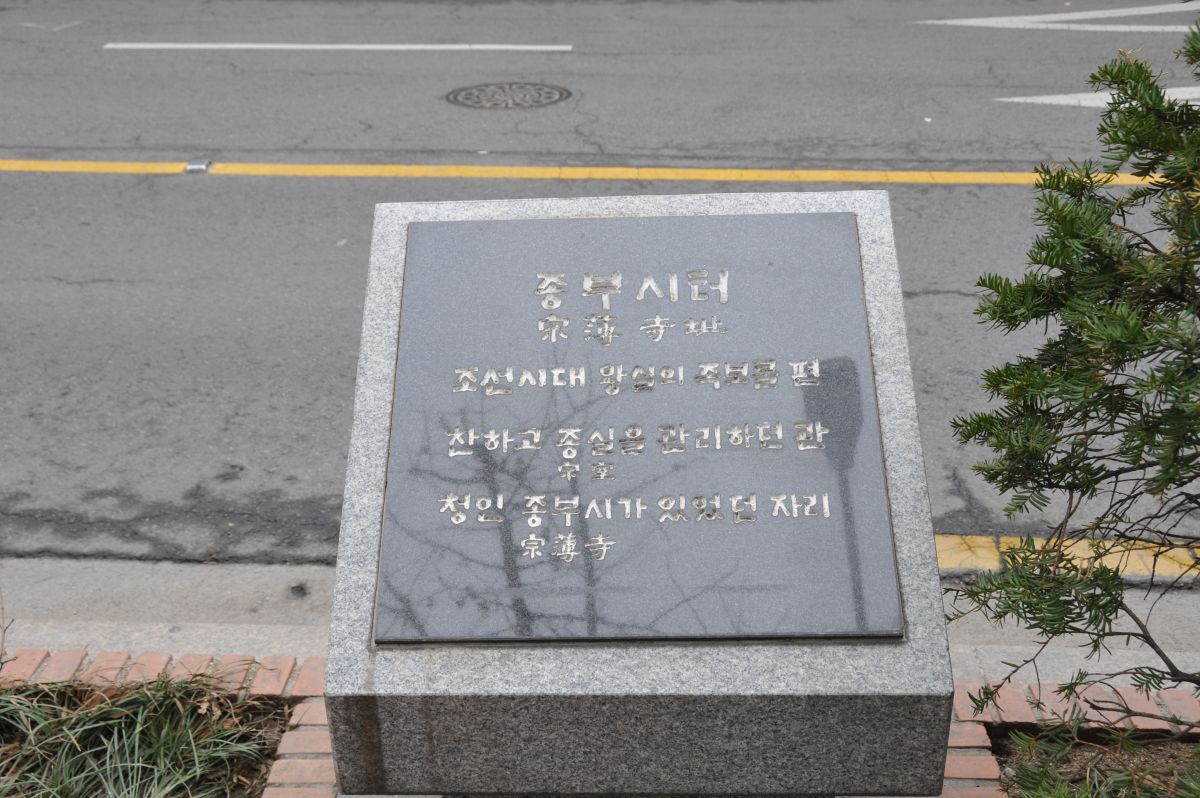 종부시터
宗薄寺址
조선시대 왕실의 족보를 편
찬하고 종실을 관리하던 관
宗室
청인 종부시가 있었던 자리
宗薄寺